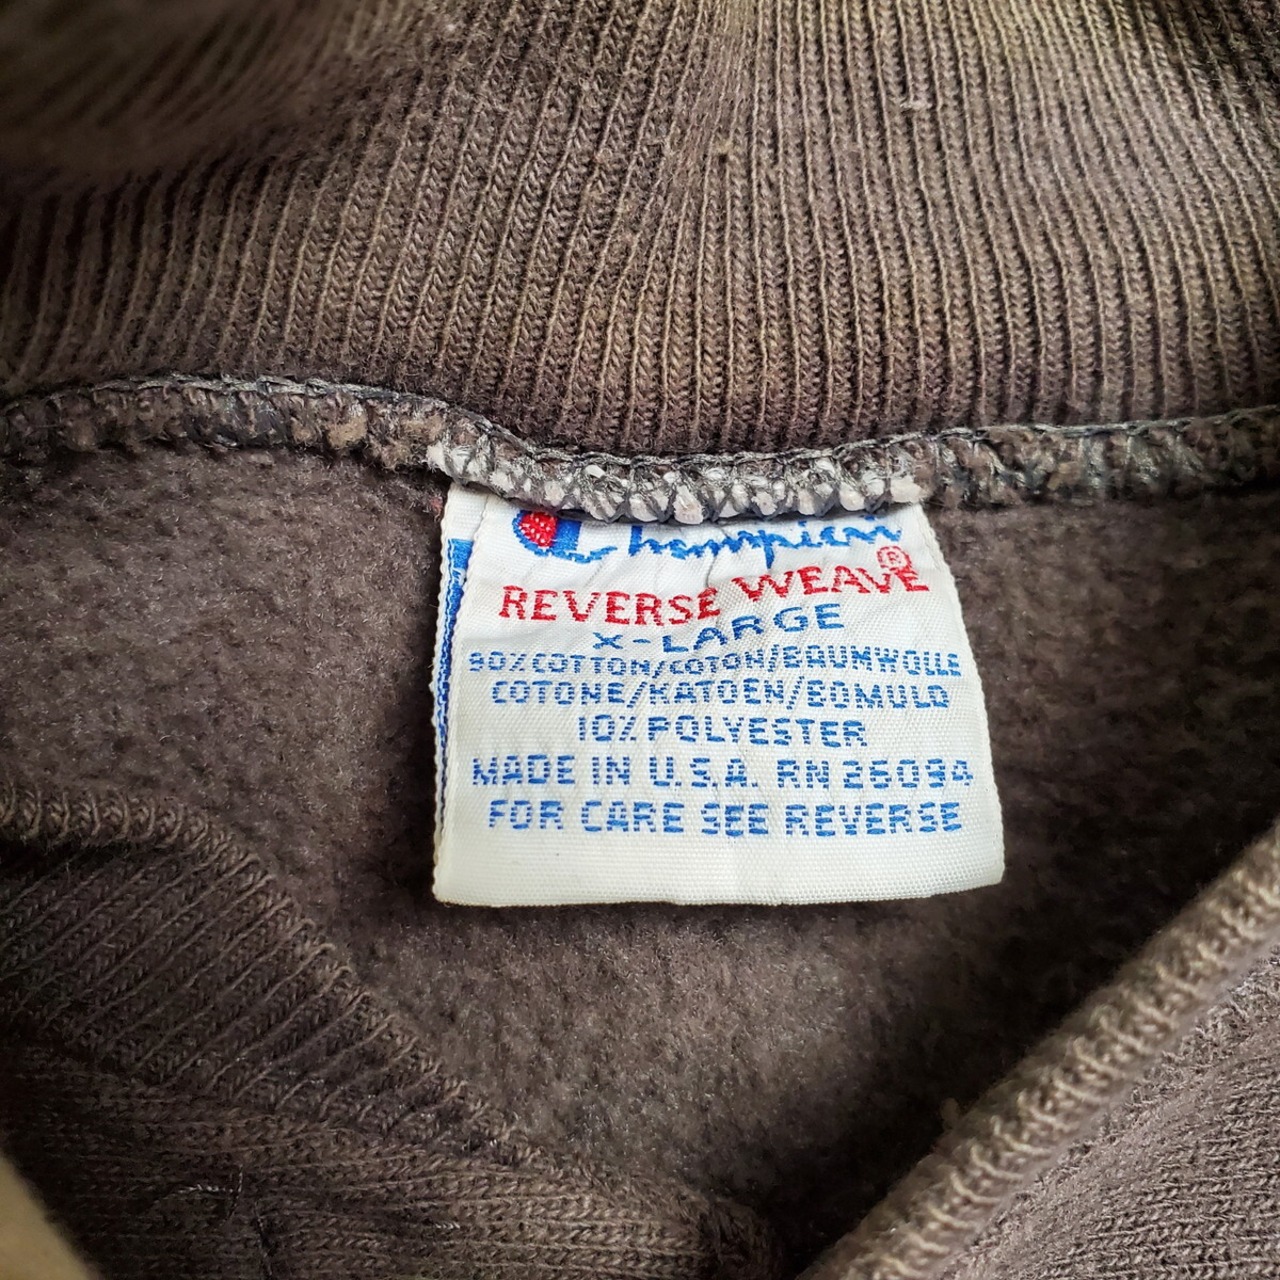 Champion
REVERSE WEAVE®
X-LARGE
90% COTTON/COTON/BAUMWOLLE
COTONE/KATOEN/BOMULD
10% POLYESTER
MADE IN U.S.A. RN 26094
FOR CARE SEE REVERSE